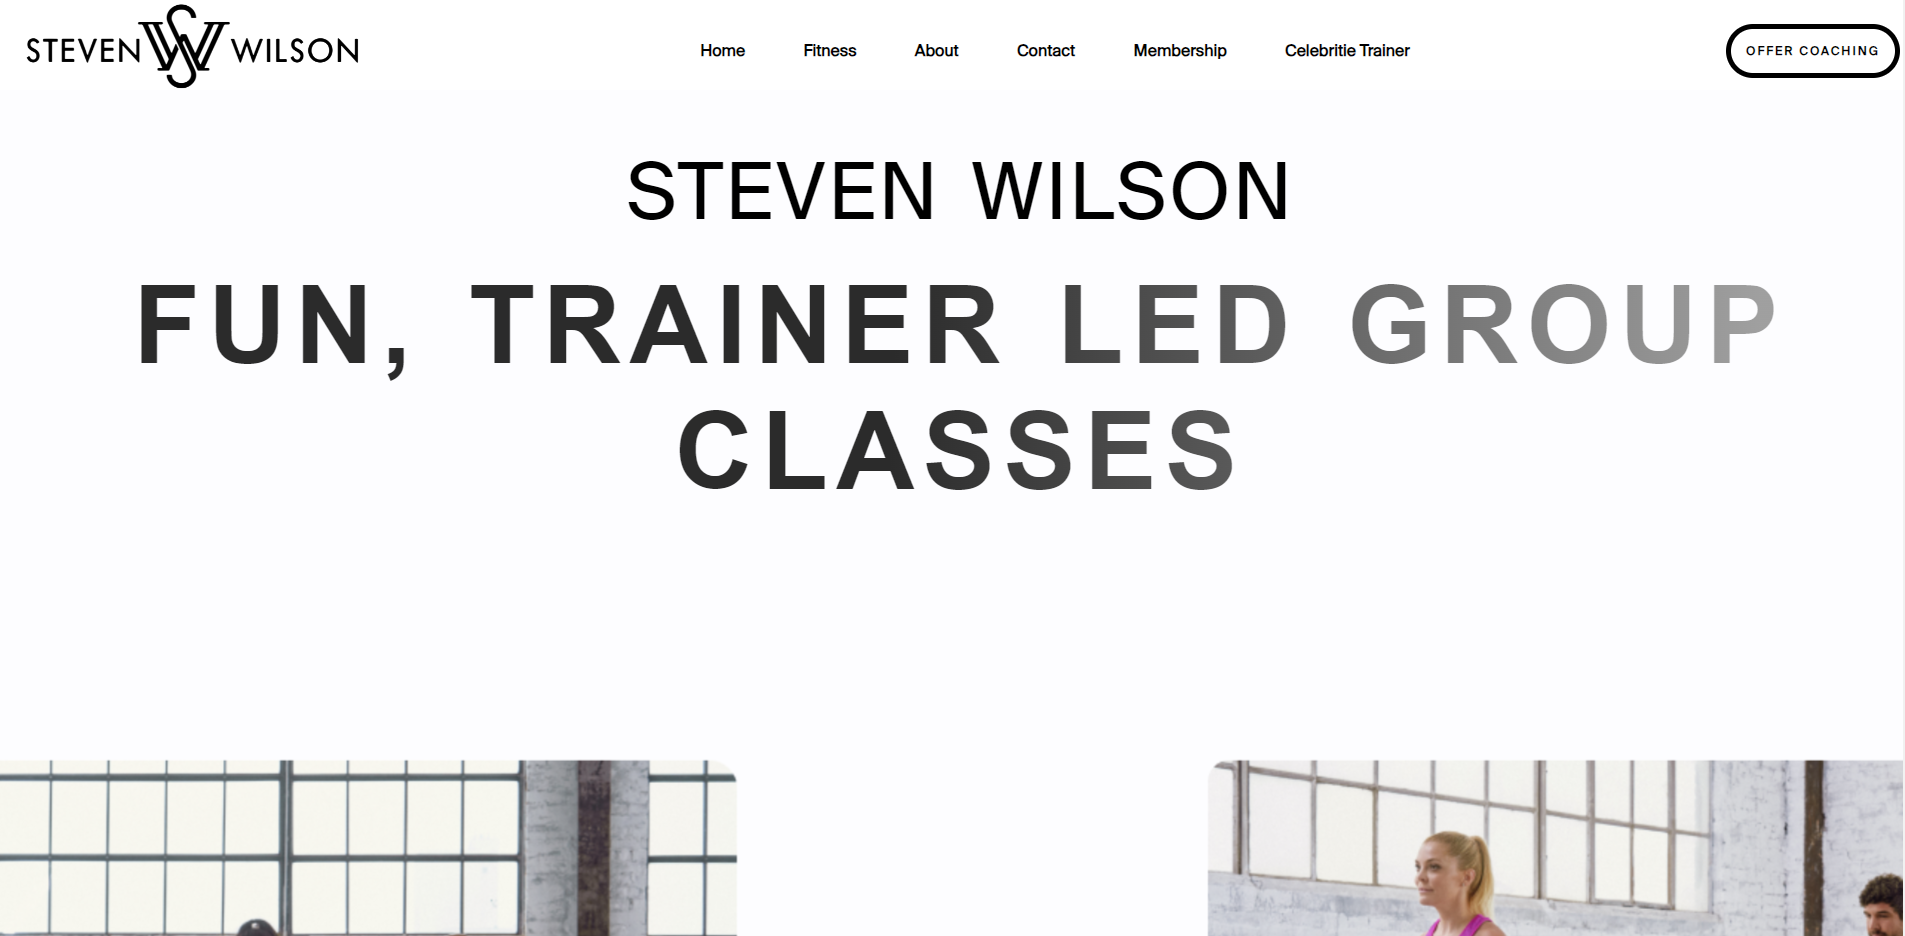 STEVEN SW WILSON
Home Fitness About Contact Membership Celebritie Trainer
OFFER COACHING
STEVEN WILSON
FUN, TRAINER LED GROUP
CLASSES